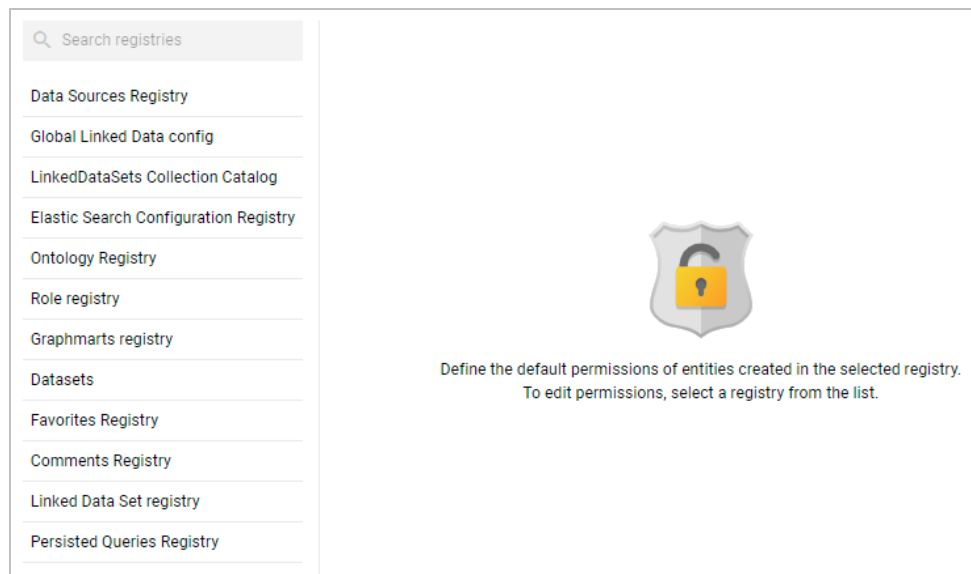 Search registries
Data Sources Registry
Global Linked Data config
LinkedDataSets Collection Catalog
Elastic Search Configuration Registry
Ontology Registry
Role registry
Graphmarts registry
Datasets
Favorites Registry
Comments Registry
Linked Data Set registry
Persisted Queries Registry
Define the default permissions of entities created in the selected registry.
To edit permissions, select a registry from the list.